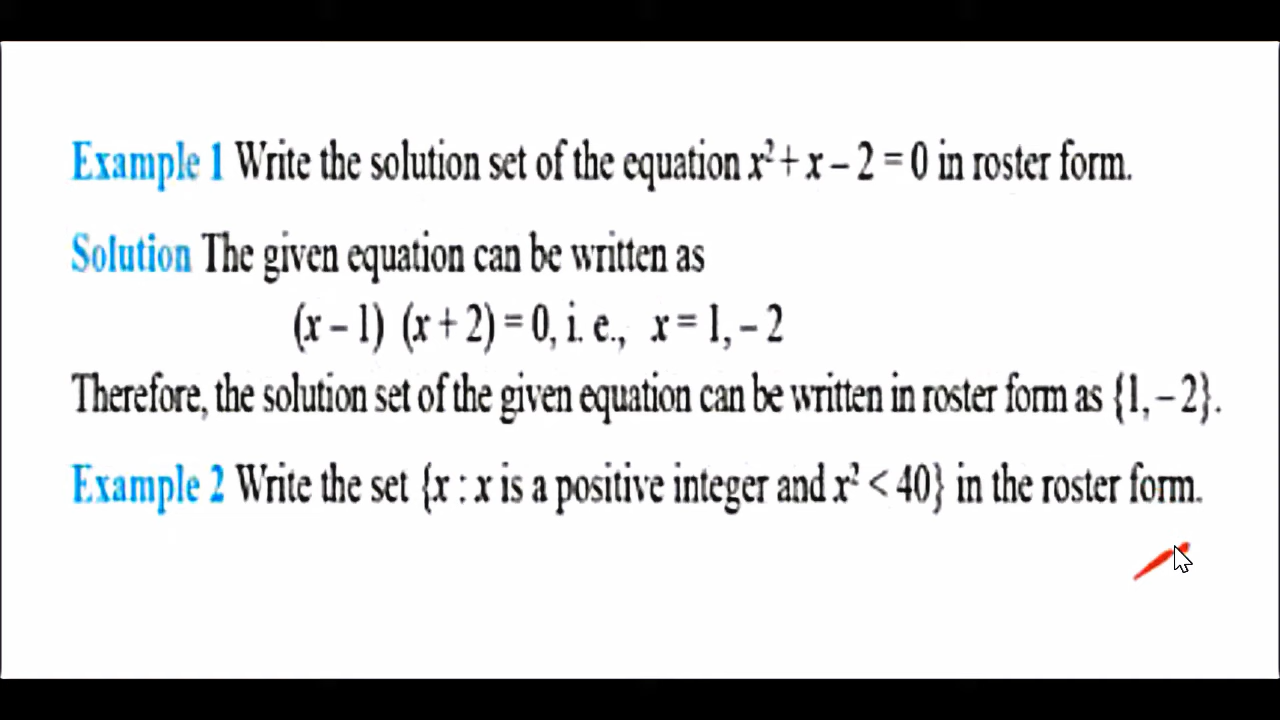 Example 1 Write the solution set of the equation x² + x – 2 = 0 in roster form.
Solution The given equation can be written as
(x – 1) (x + 2) = 0, i. e., x = 1, – 2
Therefore, the solution set of the given equation can be written in roster form as {1, – 2}.
Example 2 Write the set {x : x is a positive integer and x² < 40} in the roster form.